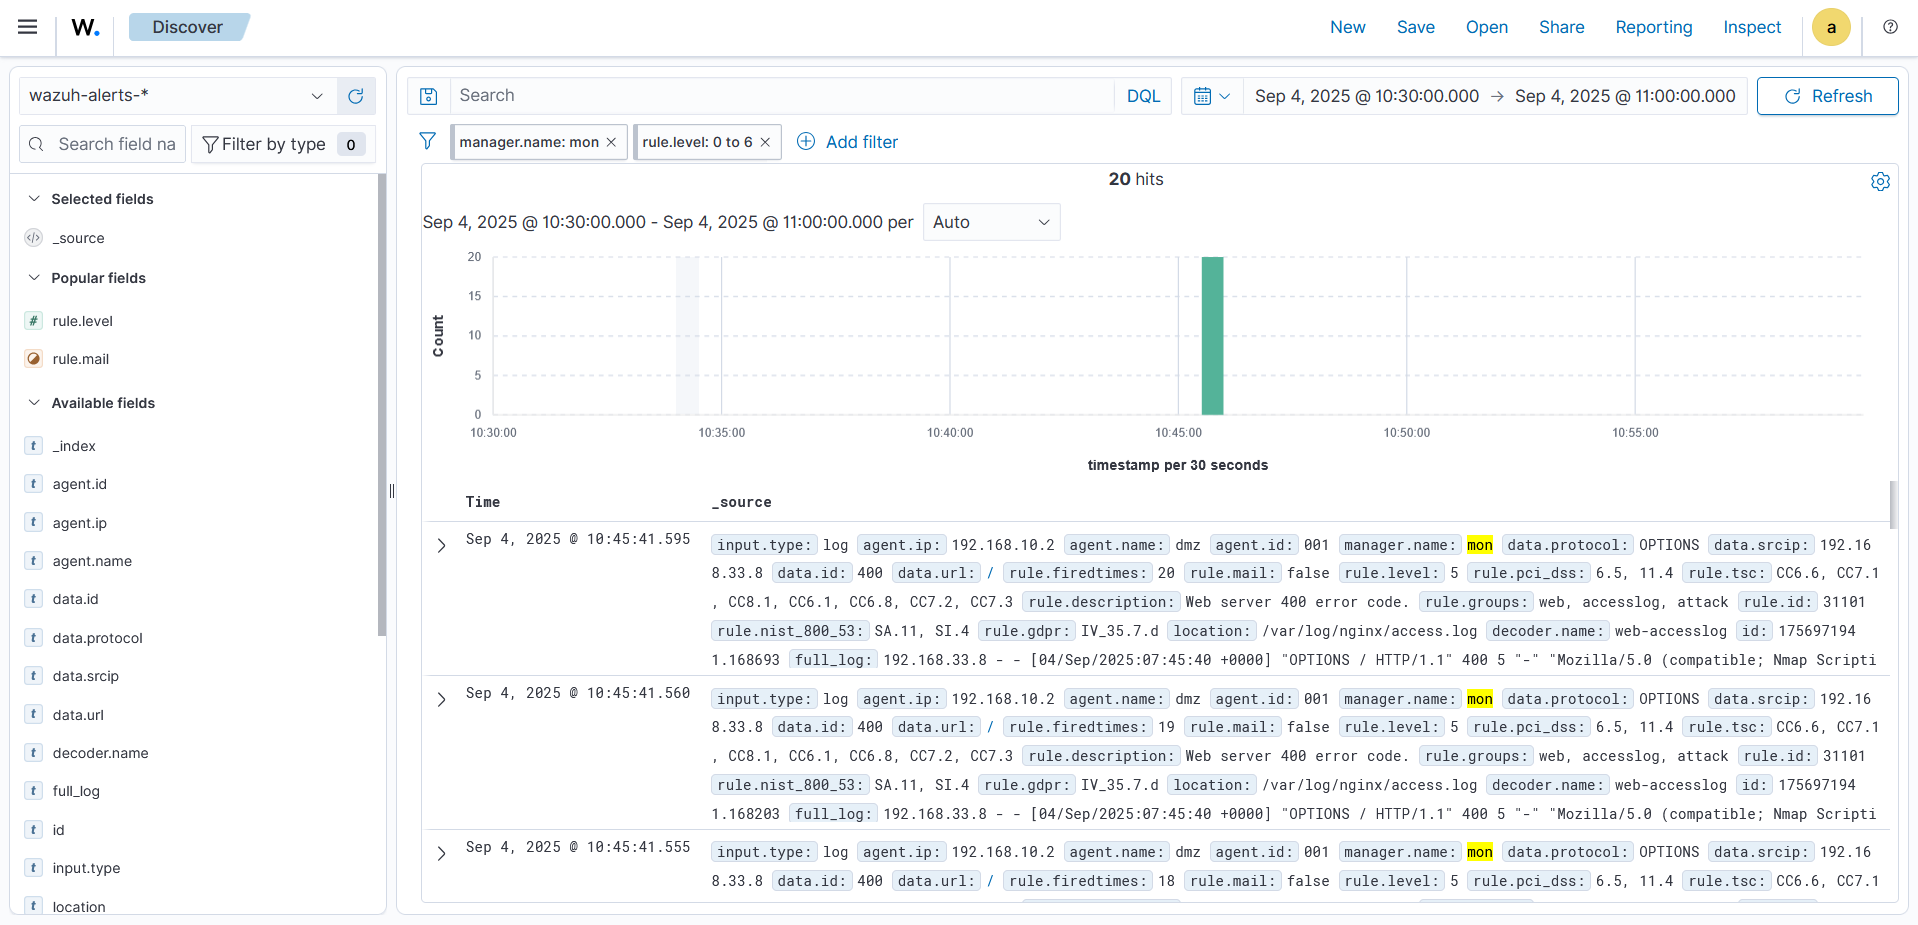 W. Discover New Save Open Share Reporting Inspect a
wazuh-alerts-*
Search DQL Sep 4, 2025 @ 10:30:00.000 → Sep 4, 2025 @ 11:00:00.000 Refresh
Search field na Filter by type 0
manager.name: mon × rule.level: 0 to 6 × Add filter
Selected fields
_source
Popular fields
rule.level
rule.mail
Available fields
_index
agent.id
agent.ip
agent.name
data.id
data.protocol
data.srcip
data.url
decoder.name
full_log
id
input.type
location
20 hits
Sep 4, 2025 @ 10:30:00.000 - Sep 4, 2025 @ 11:00:00.000 per Auto
Count
20
15
10
5
0
10:30:00 10:35:00 10:40:00 10:45:00 10:50:00 10:55:00
timestamp per 30 seconds
Time _source
Sep 4, 2025 @ 10:45:41.595 input.type: log agent.ip: 192.168.10.2 agent.name: dmz agent.id: 001 manager.name: mon data.protocol: OPTIONS data.srcip: 192.16
8.33.8 data.id: 400 data.url: / rule.firedtimes: 20 rule.mail: false rule.level: 5 rule.pci_dss: 6.5, 11.4 rule.tsc: CC6.6, CC7.1
, CC8.1, CC6.1, CC6.8, CC7.2, CC7.3 rule.description: Web server 400 error code. rule.groups: web, accesslog, attack rule.id: 31101
rule.nist_800_53: SA.11, SI.4 rule.gdpr: IV_35.7.d location: /var/log/nginx/access.log decoder.name: web-accesslog id: 175697194
1.168693 full_log: 192.168.33.8 - - [04/Sep/2025:07:45:40 +0000] "OPTIONS / HTTP/1.1" 400 5 "-" "Mozilla/5.0 (compatible; Nmap Scripti
Sep 4, 2025 @ 10:45:41.560 input.type: log agent.ip: 192.168.10.2 agent.name: dmz agent.id: 001 manager.name: mon data.protocol: OPTIONS data.srcip: 192.16
8.33.8 data.id: 400 data.url: / rule.firedtimes: 19 rule.mail: false rule.level: 5 rule.pci_dss: 6.5, 11.4 rule.tsc: CC6.6, CC7.1
, CC8.1, CC6.1, CC6.8, CC7.2, CC7.3 rule.description: Web server 400 error code. rule.groups: web, accesslog, attack rule.id: 31101
rule.nist_800_53: SA.11, SI.4 rule.gdpr: IV_35.7.d location: /var/log/nginx/access.log decoder.name: web-accesslog id: 175697194
1.168203 full_log: 192.168.33.8 - - [04/Sep/2025:07:45:40 +0000] "OPTIONS / HTTP/1.1" 400 5 "-" "Mozilla/5.0 (compatible; Nmap Scripti
Sep 4, 2025 @ 10:45:41.555 input.type: log agent.ip: 192.168.10.2 agent.name: dmz agent.id: 001 manager.name: mon data.protocol: OPTIONS data.srcip: 192.16
8.33.8 data.id: 400 data.url: / rule.firedtimes: 18 rule.mail: false rule.level: 5 rule.pci_dss: 6.5, 11.4 rule.tsc: CC6.6, CC7.1